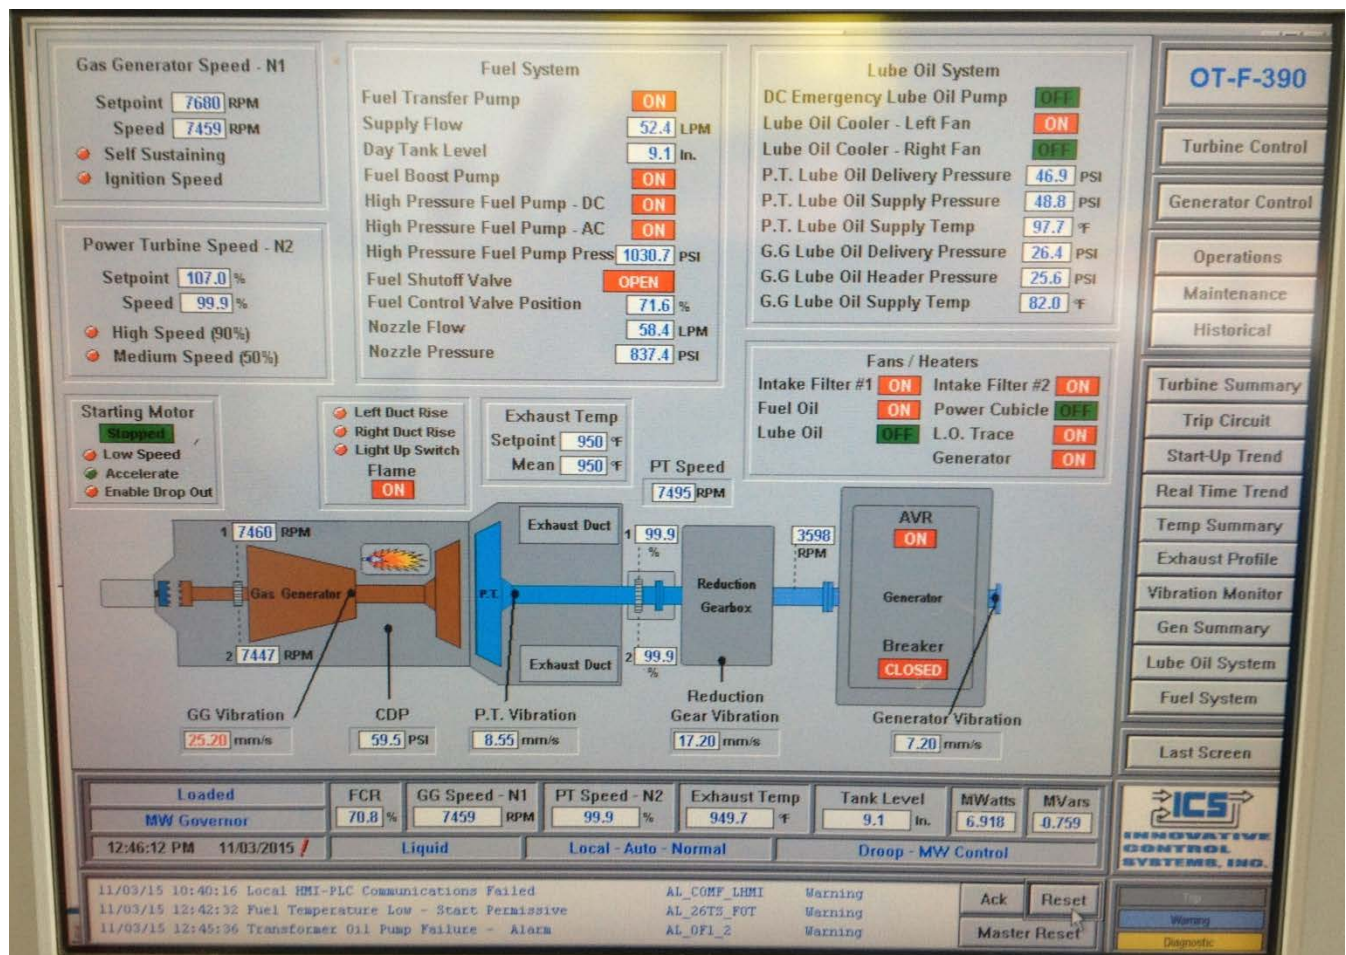 Gas Generator Speed - N1
Setpoint 7680 RPM
Speed 7459 RPM
Self Sustaining
Ignition Speed
Power Turbine Speed - N2
Setpoint 107.0 %
Speed 99.9 %
High Speed (90%)
Medium Speed (50%)
Fuel System
Fuel Transfer Pump ON
Supply Flow 52.4 LPM
Day Tank Level 9.1 In.
Fuel Boost Pump ON
High Pressure Fuel Pump - DC ON
High Pressure Fuel Pump - AC ON
High Pressure Fuel Pump Press 1030.7 PSI
Fuel Shutoff Valve OPEN
Fuel Control Valve Position 71.6 %
Nozzle Flow 58.4 LPM
Nozzle Pressure 837.4 PSI
Lube Oil System
DC Emergency Lube Oil Pump OFF
Lube Oil Cooler - Left Fan ON
Lube Oil Cooler - Right Fan OFF
P.T. Lube Oil Delivery Pressure 46.9 PSI
P.T. Lube Oil Supply Pressure 48.8 PSI
P.T. Lube Oil Supply Temp 97.7 °F
G.G Lube Oil Delivery Pressure 26.4 PSI
G.G Lube Oil Header Pressure 25.6 PSI
G.G Lube Oil Supply Temp 82.0 °F
Fans / Heaters
Intake Filter #1 ON Intake Filter #2 ON
Fuel Oil ON Power Cubicle OFF
Lube Oil OFF L.O. Trace ON
Generator ON
Starting Motor
Stopped
Low Speed
Accelerate
Enable Drop Out
Left Duct Rise
Right Duct Rise
Light Up Switch
Flame
ON
Exhaust Temp
Setpoint 950 °F
Mean 950 °F
PT Speed
7495 RPM
1 7460 RPM
Exhaust Duct
1 99.9
%
3598
RPM
AVR
ON
Gas Generator
P.T.
Reduction
Gearbox
Generator
Breaker
CLOSED
2 7447 RPM
Exhaust Duct
2 99.9
%
GG Vibration
25.20 mm/s
CDP
59.5 PSI
P.T. Vibration
8.55 mm/s
Reduction
Gear Vibration
17.20 mm/s
Generator Vibration
7.20 mm/s
Loaded
MW Governor
FCR
70.8 %
GG Speed - N1
7459 RPM
PT Speed - N2
99.9 %
Exhaust Temp
949.7 °F
Tank Level
9.1 In.
MWatts
6.918
MVars
0.759
12:46:12 PM 11/03/2015
Liquid
Local - Auto - Normal
Droop - MW Control
11/03/15 10:40:16 Local HMI-PLC Communications Failed AL_COMF_LHMI Warning
11/03/15 12:42:32 Fuel Temperature Low - Start Permissive AL_26TS_FOT Warning
11/03/15 12:45:36 Transformer Oil Pump Failure - Alarm AL_OF1_2 Warning
Ack
Reset
Master Reset
OT-F-390
Turbine Control
Generator Control
Operations
Maintenance
Historical
Turbine Summary
Trip Circuit
Start-Up Trend
Real Time Trend
Temp Summary
Exhaust Profile
Vibration Monitor
Gen Summary
Lube Oil System
Fuel System
Last Screen
ICS
INNOVATIVE
CONTROL
SYSTEMS, INC.
Trip
Warning
Diagnostic